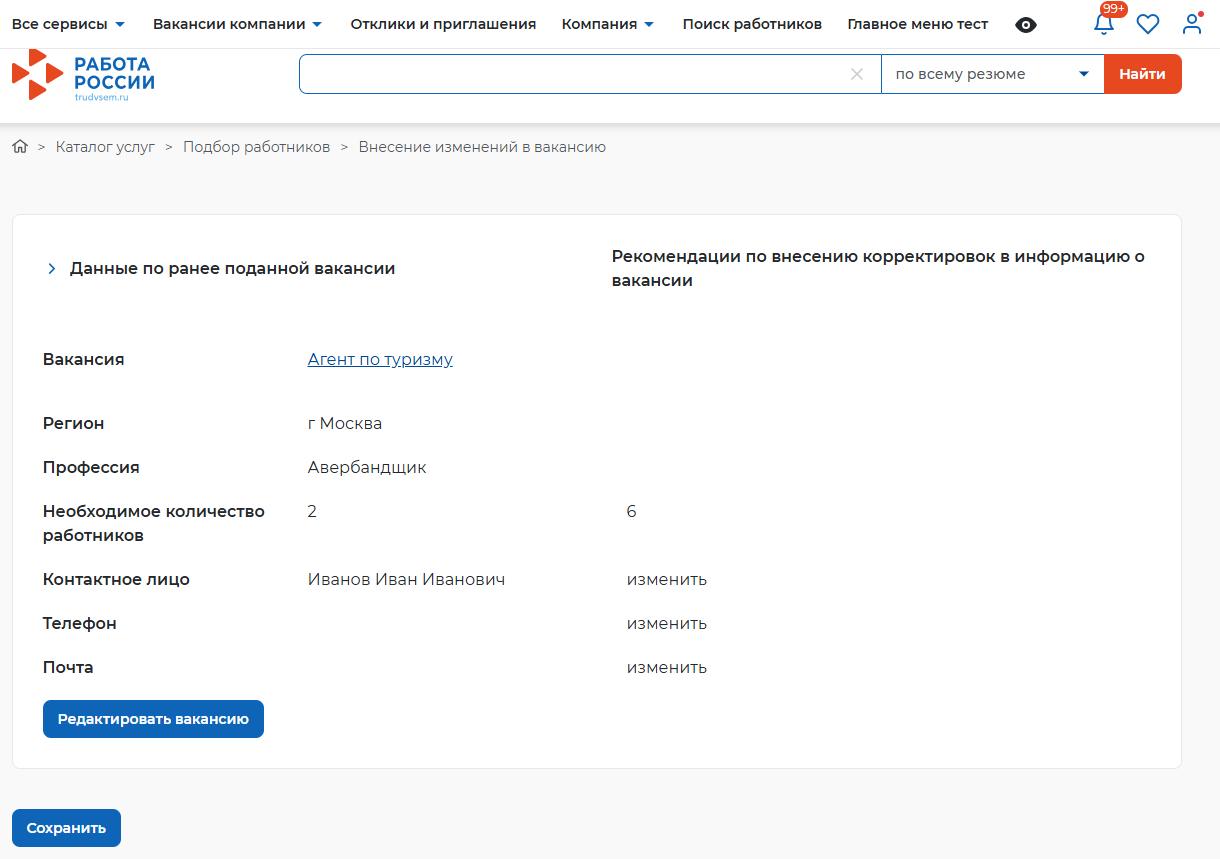 Все сервисы Вакансии компании Отклики и приглашения Компания Поиск работников Главное меню тест 99+
РАБОТА
РОССИИ
trudvsem.ru
по всему резюме Найти
> Каталог услуг > Подбор работников > Внесение изменений в вакансию
Данные по ранее поданной вакансии
Рекомендации по внесению корректировок в информацию о
вакансии
Вакансия Агент по туризму
Регион г Москва
Профессия Авербандщик
Необходимое количество 2 6
работников
Контактное лицо Иванов Иван Иванович изменить
Телефон изменить
Почта изменить
Редактировать вакансию
Сохранить